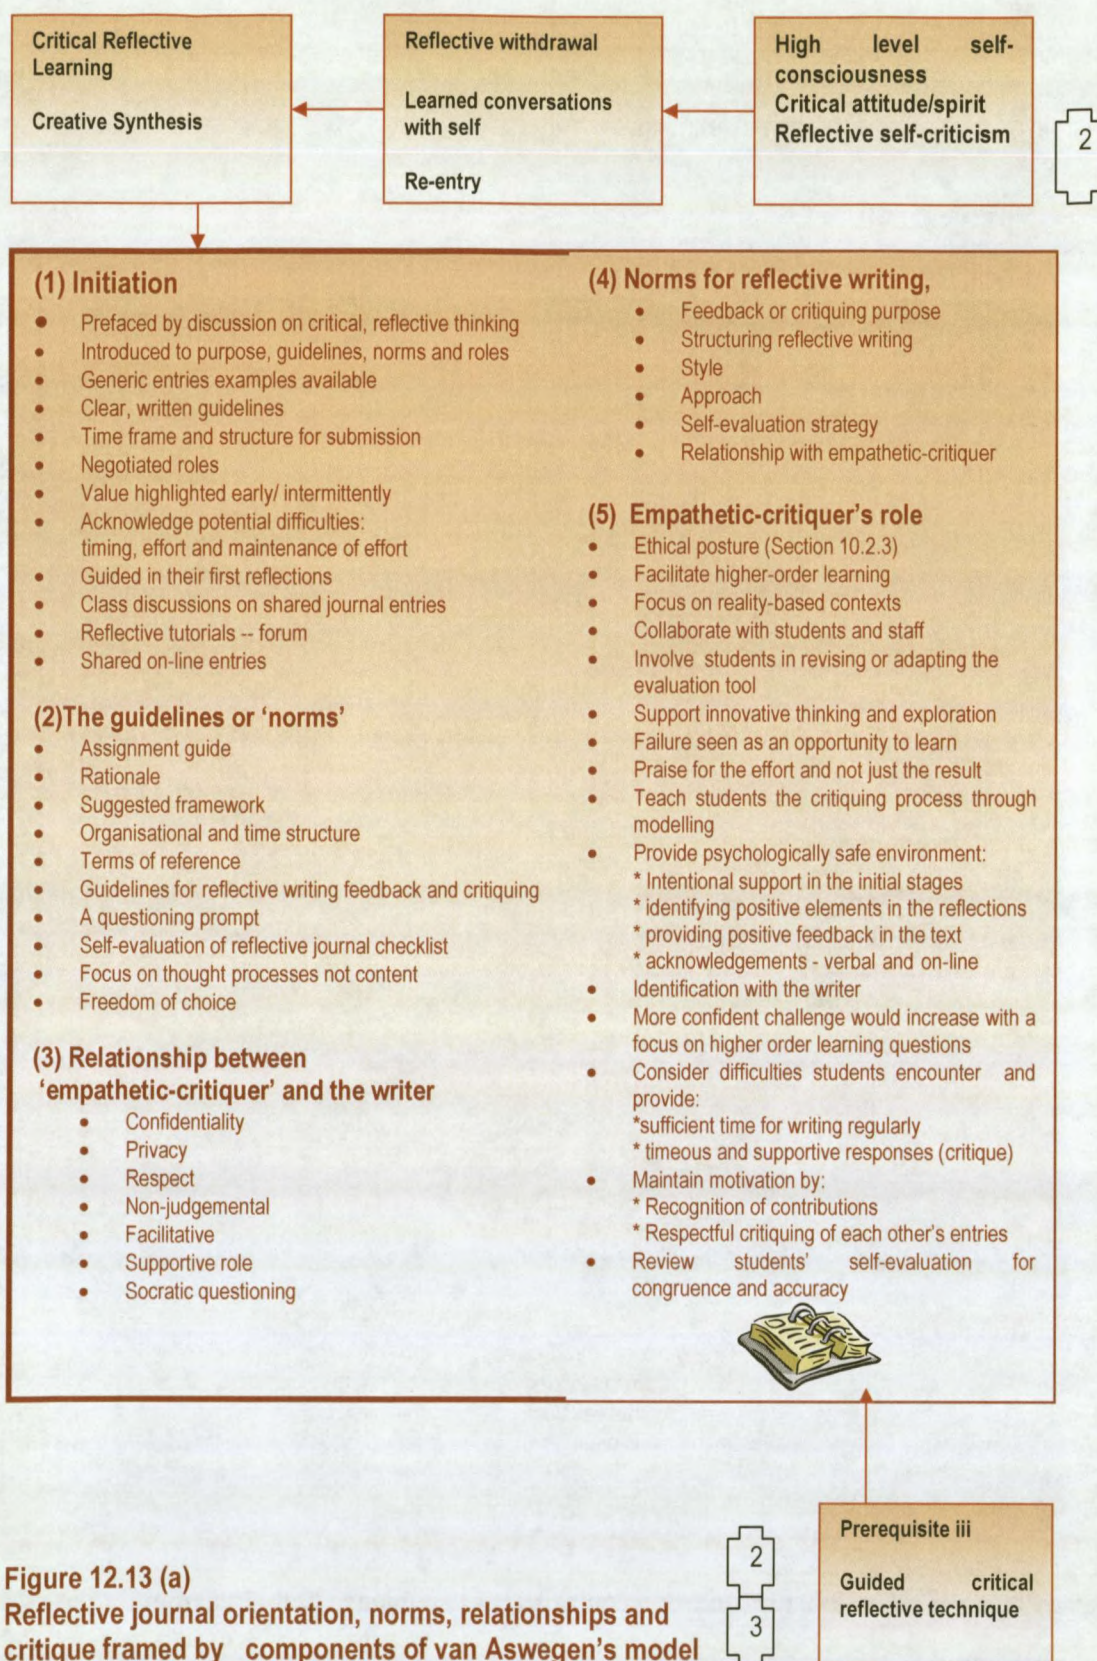 Critical Reflective
Learning
Creative Synthesis
Reflective withdrawal
Learned conversations
with self
Re-entry
High level self-
consciousness
Critical attitude/spirit
Reflective self-criticism
2
(1) Initiation
• Prefaced by discussion on critical, reflective thinking
• Introduced to purpose, guidelines, norms and roles
• Generic entries examples available
• Clear, written guidelines
• Time frame and structure for submission
• Negotiated roles
• Value highlighted early/ intermittently
• Acknowledge potential difficulties:
timing, effort and maintenance of effort
• Guided in their first reflections
• Class discussions on shared journal entries
• Reflective tutorials -- forum
• Shared on-line entries
(2)The guidelines or ‘norms’
• Assignment guide
• Rationale
• Suggested framework
• Organisational and time structure
• Terms of reference
• Guidelines for reflective writing feedback and critiquing
• A questioning prompt
• Self-evaluation of reflective journal checklist
• Focus on thought processes not content
• Freedom of choice
(3) Relationship between
‘empathetic-critiquer’ and the writer
• Confidentiality
• Privacy
• Respect
• Non-judgemental
• Facilitative
• Supportive role
• Socratic questioning
(4) Norms for reflective writing,
• Feedback or critiquing purpose
• Structuring reflective writing
• Style
• Approach
• Self-evaluation strategy
• Relationship with empathetic-critiquer
(5) Empathetic-critiquer’s role
• Ethical posture (Section 10.2.3)
• Facilitate higher-order learning
• Focus on reality-based contexts
• Collaborate with students and staff
• Involve students in revising or adapting the
evaluation tool
• Support innovative thinking and exploration
• Failure seen as an opportunity to learn
• Praise for the effort and not just the result
• Teach students the critiquing process through
modelling
• Provide psychologically safe environment:
* Intentional support in the initial stages
* identifying positive elements in the reflections
* providing positive feedback in the text
* acknowledgements - verbal and on-line
• Identification with the writer
• More confident challenge would increase with a
focus on higher order learning questions
• Consider difficulties students encounter and
provide:
*sufficient time for writing regularly
* timeous and supportive responses (critique)
• Maintain motivation by:
* Recognition of contributions
* Respectful critiquing of each other’s entries
• Review students’ self-evaluation for
congruence and accuracy
Prerequisite iii
Guided critical
reflective technique
2
3
Figure 12.13 (a)
Reflective journal orientation, norms, relationships and
critique framed by components of van Aswegen’s model